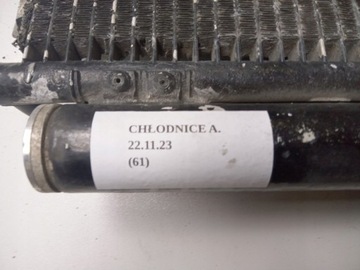 CHŁODNICE A.
22.11.23
(61)